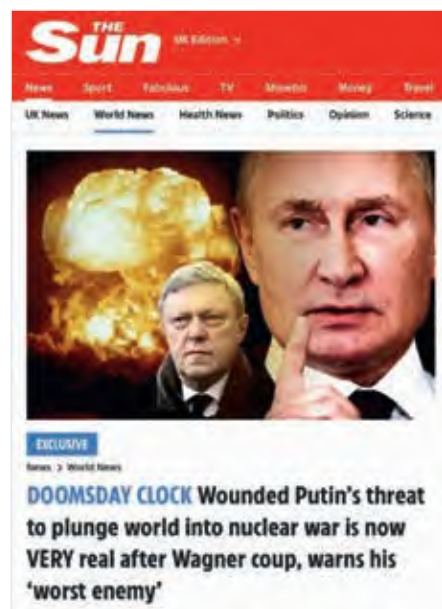 THE
Sun
UK Edition
News Sport Fabulous TV Showbiz Money Travel
UK News World News Health News Politics Opinion Science
EXCLUSIVE
News > World News
DOOMSDAY CLOCK Wounded Putin's threat
to plunge world into nuclear war is now
VERY real after Wagner coup, warns his
'worst enemy'